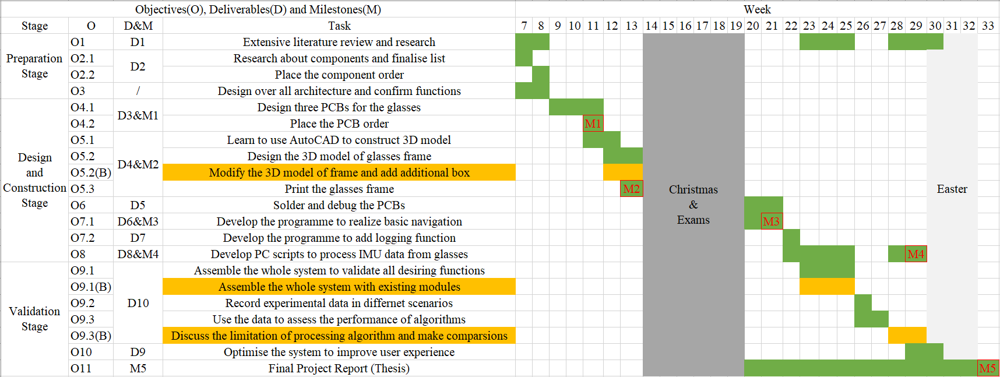 Objectives(O), Deliverables(D) and Milestones(M) Week
Stage O D&M Task 7 8 9 10 11 12 13 14 15 16 17 18 19 20 21 22 23 24 25 26 27 28 29 30 31 32 33
Preparation
Stage
O1 D1 Extensive literature review and research
O2.1 D2 Research about components and finalise list
O2.2 Place the component order
O3 / Design over all architecture and confirm functions
Design
and
Construction
Stage
O4.1 D3&M1 Design three PCBs for the glasses
O4.2 Place the PCB order M1
O5.1 D4&M2 Learn to use AutoCAD to construct 3D model
O5.2 Design the 3D model of glasses frame
O5.2(B) Modify the 3D model of frame and add additional box
O5.3 Print the glasses frame M2
O6 D5 Solder and debug the PCBs
O7.1 D6&M3 Develop the programme to realize basic navigation M3
O7.2 D7 Develop the programme to add logging function
O8 D8&M4 Develop PC scripts to process IMU data from glasses M4
Christmas
&
Exams
Easter
Validation
Stage
O9.1 D10 Assemble the whole system to validate all desiring functions
O9.1(B) Assemble the whole system with existing modules
O9.2 Record experimental data in differnet scenarios
O9.3 Use the data to assess the performance of algorithms
O9.3(B) Discuss the limitation of processing algorithm and make comparsions
O10 D9 Optimise the system to improve user experience
O11 M5 Final Project Report (Thesis) M5